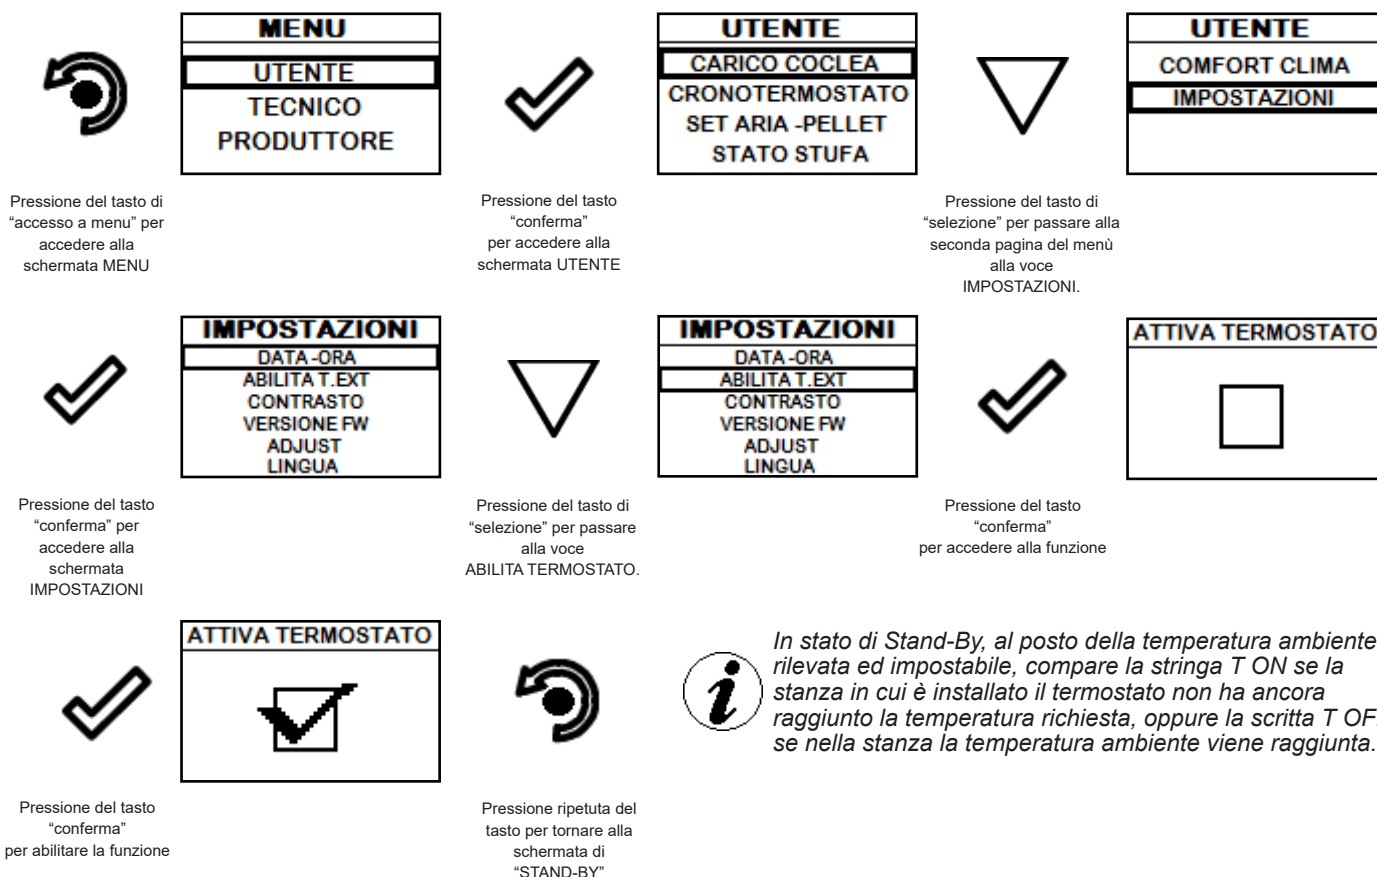 MENU
UTENTE
TECNICO
PRODUTTORE
UTENTE
CARICO COCLEA
CRONOTERMOSTATO
SET ARIA -PELLET
STATO STUFA
UTENTE
COMFORT CLIMA
IMPOSTAZIONI
Pressione del tasto di
“accesso a menu” per
accedere alla
schermata MENU
Pressione del tasto
“conferma”
per accedere alla
schermata UTENTE
Pressione del tasto di
“selezione” per passare alla
seconda pagina del menù
alla voce
IMPOSTAZIONI.
IMPOSTAZIONI
DATA-ORA
ABILITA T.EXT
CONTRASTO
VERSIONE FW
ADJUST
LINGUA
IMPOSTAZIONI
DATA-ORA
ABILITA T.EXT
CONTRASTO
VERSIONE FW
ADJUST
LINGUA
ATTIVA TERMOSTATO
Pressione del tasto
“conferma” per
accedere alla
schermata
IMPOSTAZIONI
Pressione del tasto di
“selezione” per passare
alla voce
ABILITA TERMOSTATO.
Pressione del tasto
“conferma”
per accedere alla funzione
ATTIVA TERMOSTATO
In stato di Stand-By, al posto della temperatura ambiente
rilevata ed impostabile, compare la stringa T ON se la
stanza in cui è installato il termostato non ha ancora
raggiunto la temperatura richiesta, oppure la scritta T
se nella stanza la temperatura ambiente viene raggiunta.
Pressione del tasto
“conferma”
per abilitare la funzione
Pressione ripetuta del
tasto per tornare alla
schermata di
“STAND-BY”